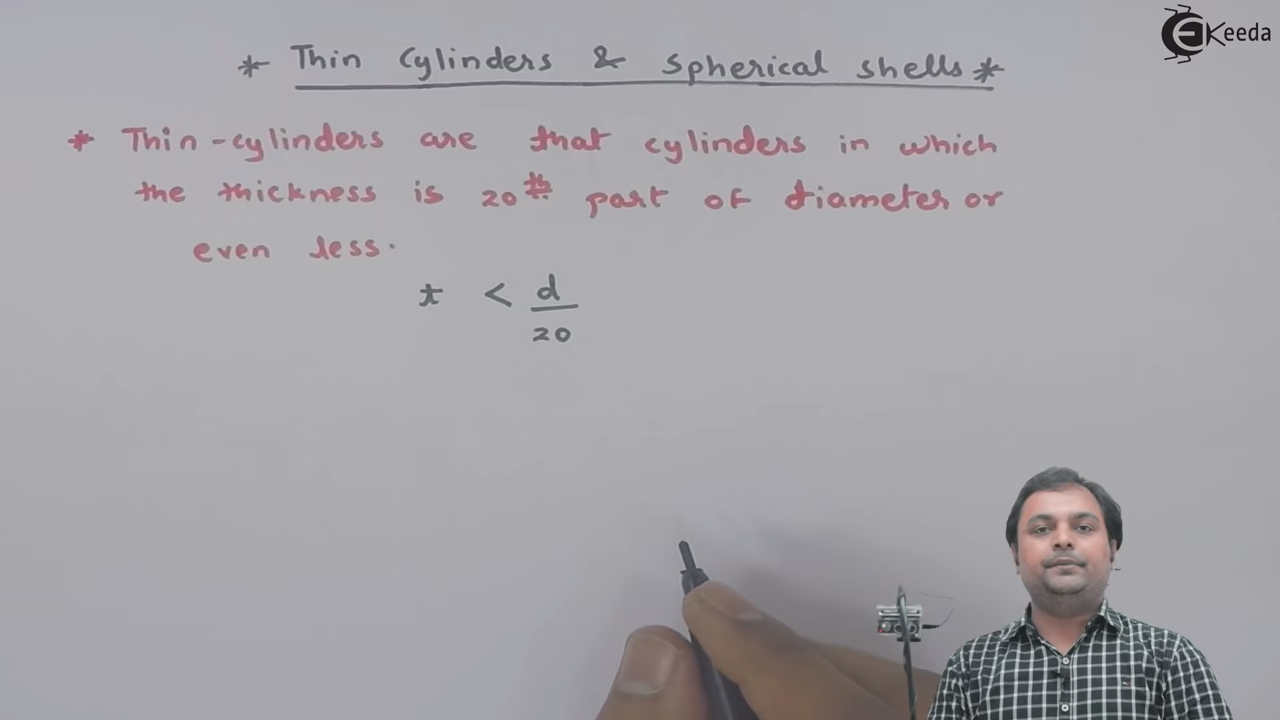 Keeda
* Thin Cylinders & Spherical shells *
* Thin-cylinders are that cylinders in which
the thickness is 20th part of diameter or
even less.
t < d/20